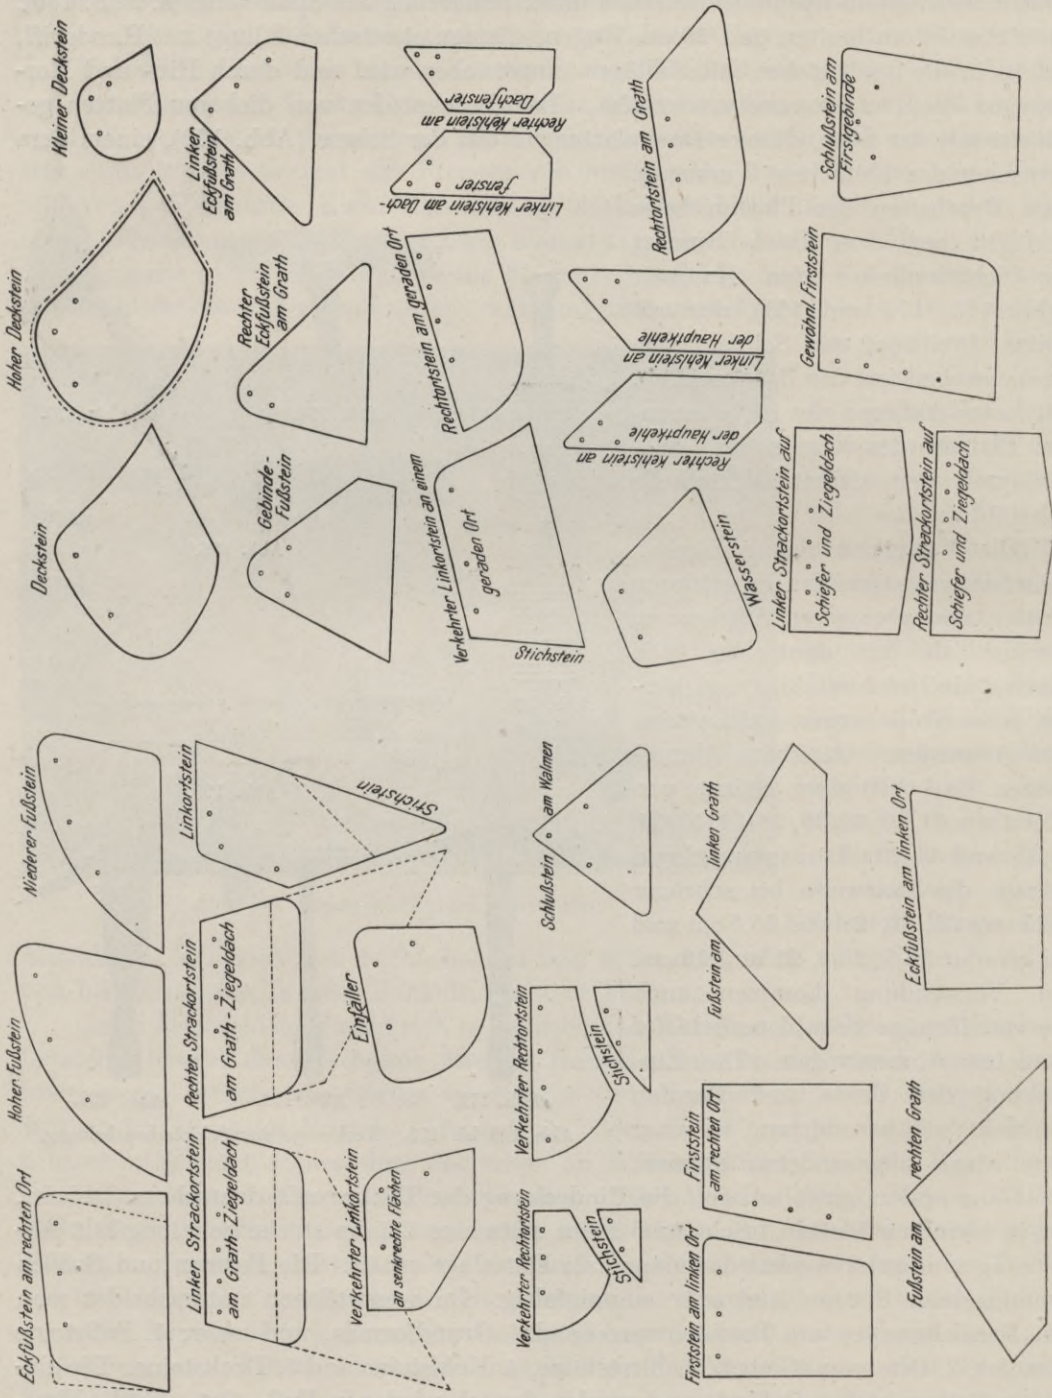 Eckfußstein am rechten Ort
Hoher Fußstein
Niederer Fußstein
Deckstein
Hoher Deckstein
Kleiner Deckstein
Linker Strackortstein
am Grath-Ziegeldach
Rechter Strackortstein
am Grath-Ziegeldach
Linkortstein
Stichstein
Gebinde-
Fußstein
Rechter
Eckfußstein
am Grath
Linker
Eckfußstein
am Grath
Verkehrter Linkortstein
an senkrechte Flächen
Einfäller
Verkehrter Linkortstein an einem
geraden Ort
Stichstein
Rechtortstein am geraden Ort
Linker Kehlstein am Dach-
fenster
Rechter Kehlstein am
Dachfenster
Verkehrter Rechtortstein
Stichstein
Verkehrter Rechtortstein
Stichstein
Schlußstein am Walmen
Wasserstein
Rechter Kehlstein an
der Hauptkehle
Linker Kehlstein an
der Hauptkehle
Rechtortstein am Grath
Firststein am linken Ort
Firststein
am rechten Ort
Fußstein am linken Grath
Linker Strackortstein auf
Schiefer und Ziegeldach
Gewöhnl. Firststein
Schlußstein am
Firstgebinde
Fußstein am rechten Grath
Eckfußstein am linken Ort
Rechter Strackortstein auf
Schiefer und Ziegeldach